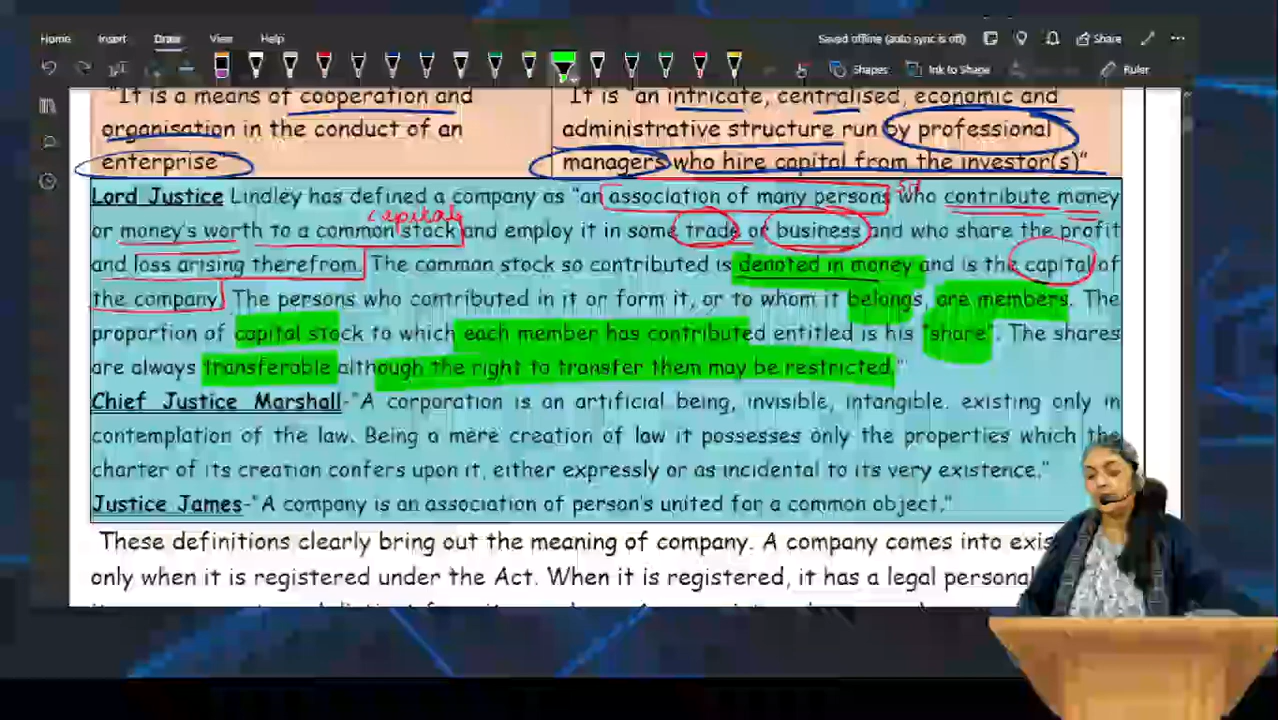 Home Insert Draw View Help Saved offline (auto sync is off) Share
Shapes Ink to Shape Ruler
"It is a means of cooperation and
organisation in the conduct of an
enterprise"
It is "an intricate, centralised, economic and
administrative structure run by professional
managers who hire capital from the investor(s)"
Lord Justice Lindley has defined a company as "an association of many persons who contribute money
capital
or money's worth to a common stock and employ it in some trade or business and who share the profit
and loss arising therefrom. The common stock so contributed is denoted in money and is the capital of
the company. The persons who contributed in it or form it, or to whom it belongs, are members. The
proportion of capital stock to which each member has contributed entitled is his "share". The shares
are always transferable although the right to transfer them may be restricted."
Chief Justice Marshall-"A corporation is an artificial being, invisible, intangible. existing only in
contemplation of the law. Being a mere creation of law it possesses only the properties which the
charter of its creation confers upon it, either expressly or as incidental to its very existence."
Justice James-"A company is an association of person's united for a common object."
These definitions clearly bring out the meaning of company. A company comes into exis
only when it is registered under the Act. When it is registered, it has a legal personal